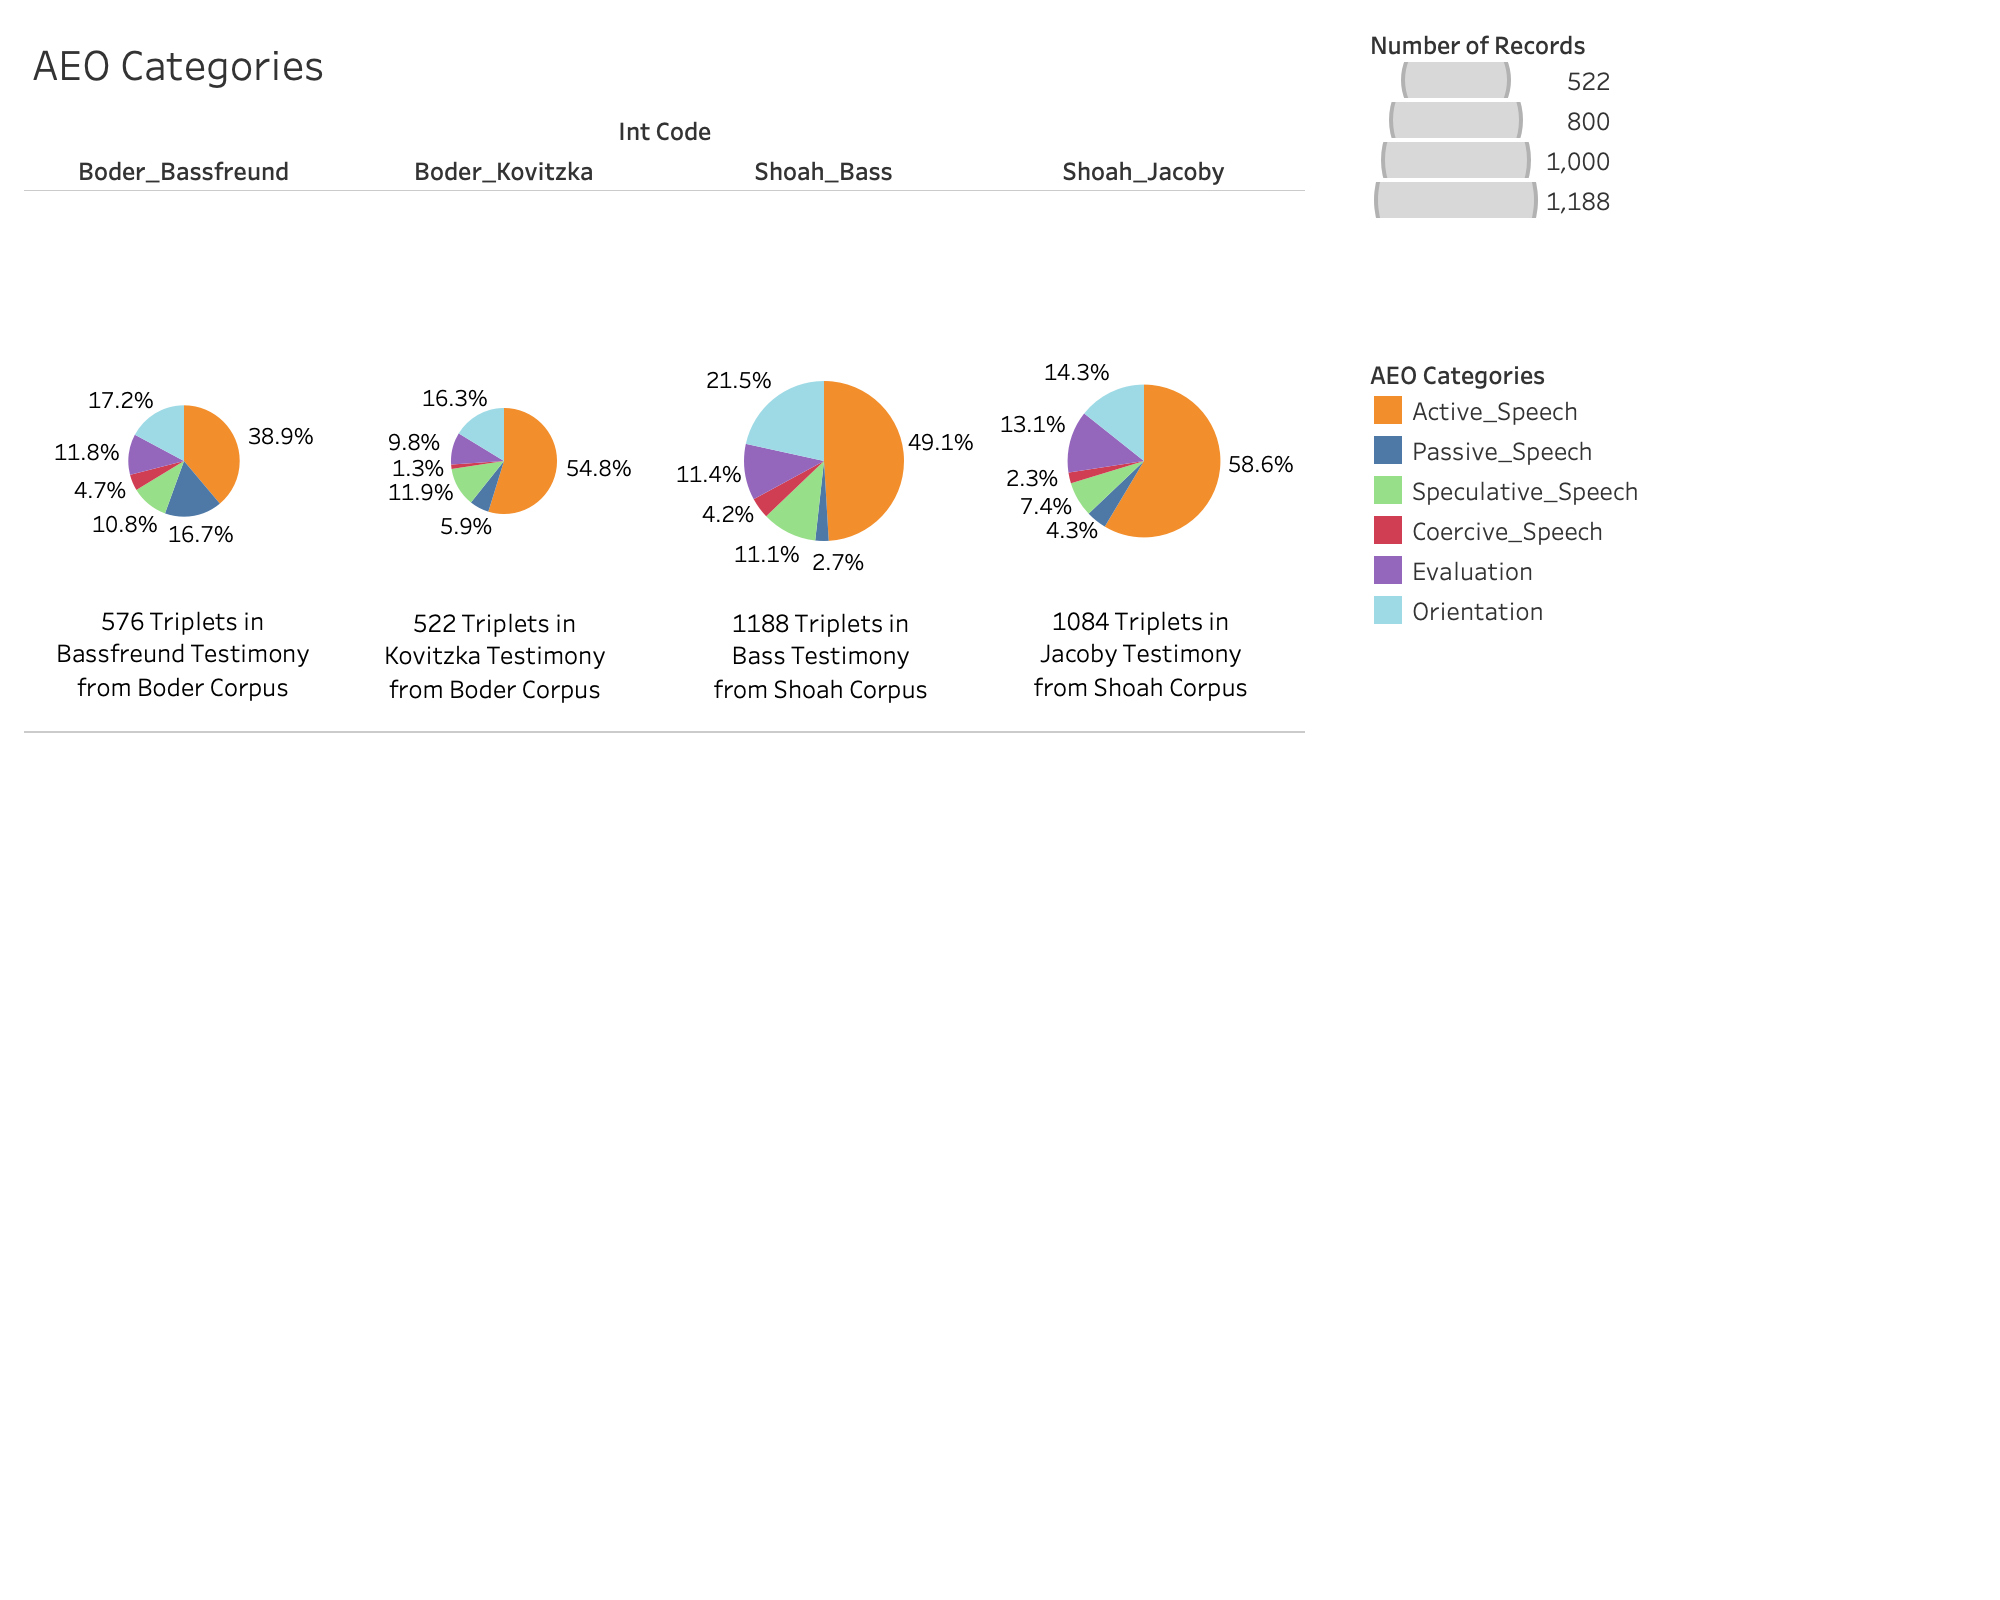 AEO Categories
Int Code
Boder_Bassfreund
Boder_Kovitzka
Shoah_Bass
Shoah_Jacoby
17.2%
38.9%
11.8%
4.7%
10.8%
16.7%
16.3%
9.8%
1.3%
54.8%
11.9%
5.9%
21.5%
49.1%
11.4%
4.2%
11.1%
2.7%
14.3%
13.1%
58.6%
2.3%
7.4%
4.3%
576 Triplets in
Bassfreund Testimony
from Boder Corpus
522 Triplets in
Kovitzka Testimony
from Boder Corpus
1188 Triplets in
Bass Testimony
from Shoah Corpus
1084 Triplets in
Jacoby Testimony
from Shoah Corpus
Number of Records
522
800
1,000
1,188
AEO Categories
Active_Speech
Passive_Speech
Speculative_Speech
Coercive_Speech
Evaluation
Orientation